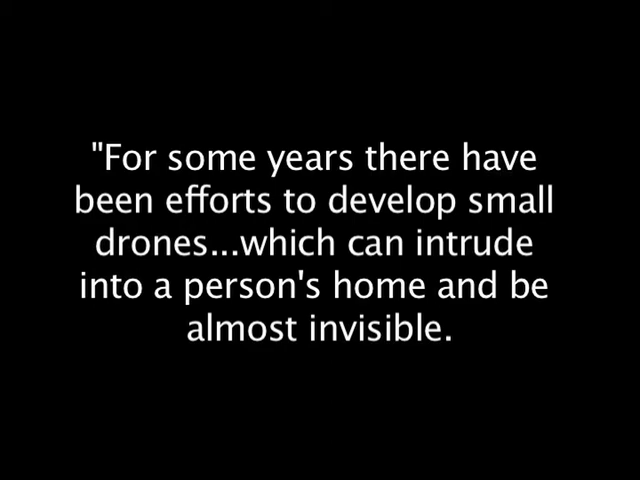 "For some years there have
been efforts to develop small
drones...which can intrude
into a person's home and be
almost invisible.